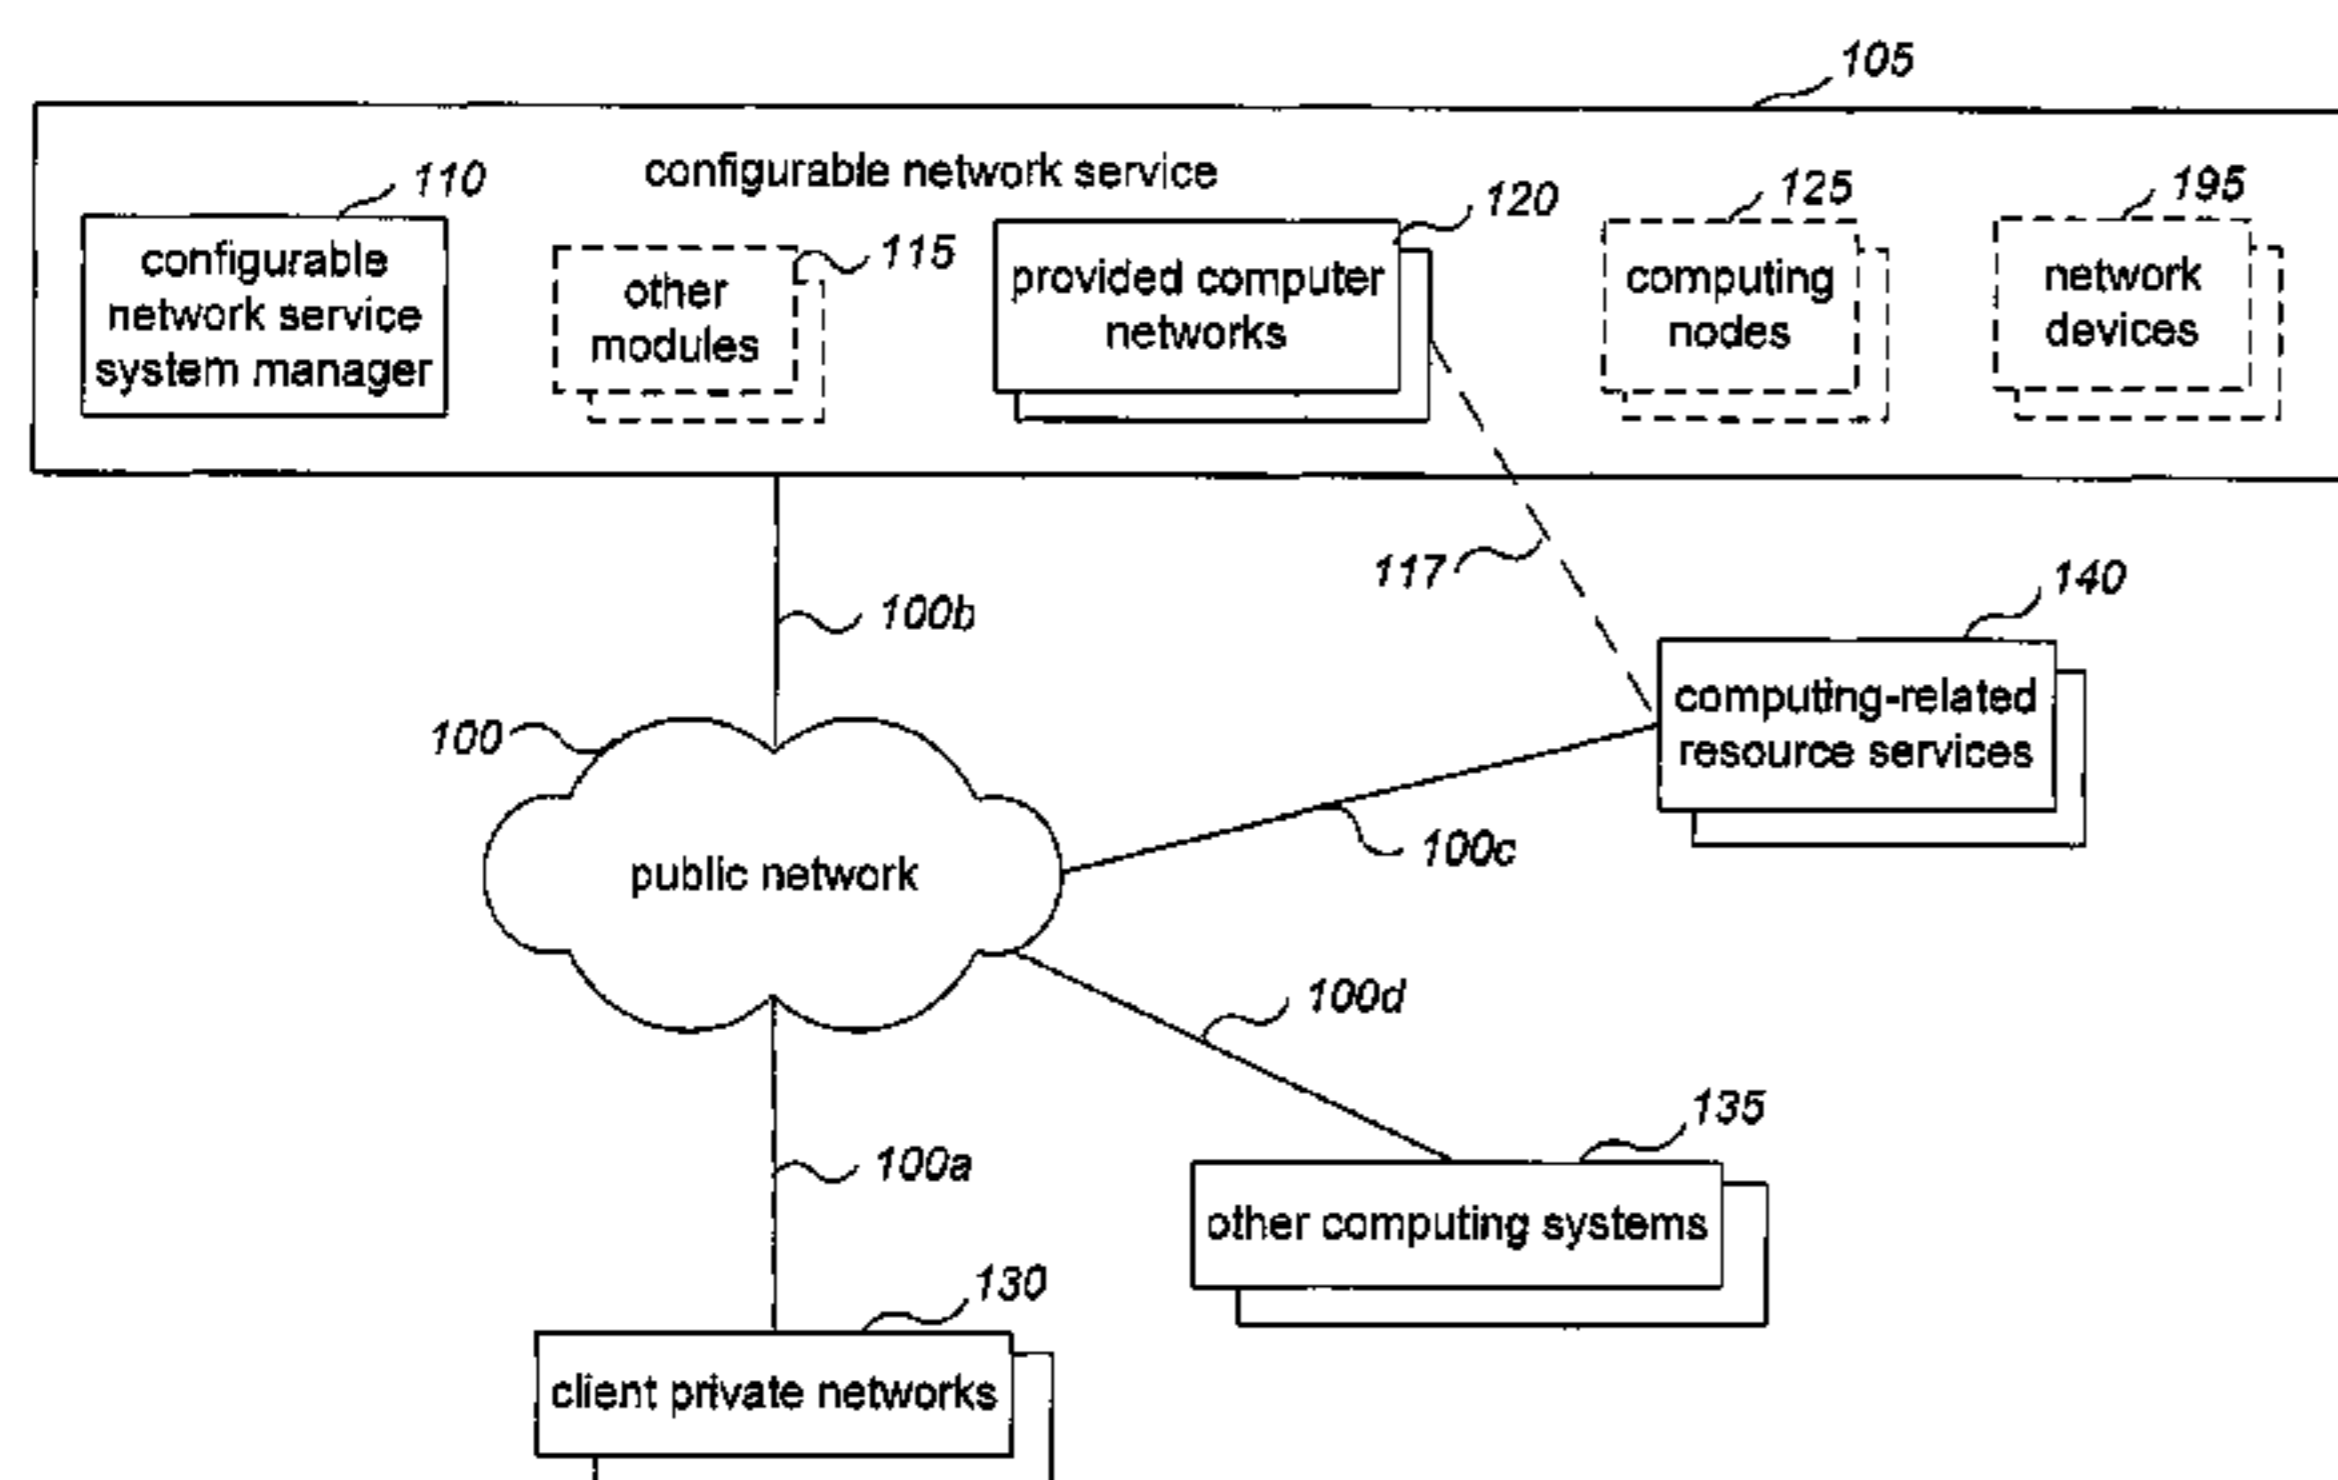 105
configurable network service
110
configurable
network service
system manager
115
other
modules
120
provided computer
networks
125
computing
nodes
195
network
devices
117
100b
140
computing-related
resource services
100
public network
100c
100d
135
other computing systems
100a
130
client private networks